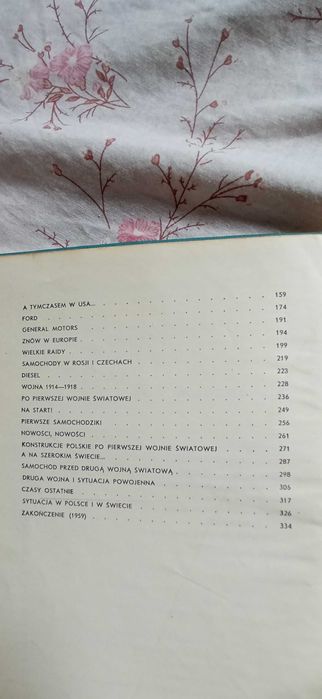 A TYMCZASEM W USA... 159
FORD 174
GENERAL MOTORS 191
ZNÓW W EUROPIE 194
WIELKIE RAJDY 199
SAMOCHODY W ROSJI I CZECHACH 219
DIESEL 223
WOJNA 1914—1918 228
PO PIERWSZEJ WOJNIE ŚWIATOWEJ 236
NA START! 249
PIERWSZE SAMOCHODZIKI 256
NOWOŚCI, NOWOŚCI 261
KONSTRUKCJE POLSKIE PO PIERWSZEJ WOJNIE ŚWIATOWEJ 271
A NA SZEROKIM ŚWIECIE... 287
SAMOCHÓD PRZED DRUGĄ WOJNĄ ŚWIATOWĄ 298
DRUGA WOJNA I SYTUACJA POWOJENNA 305
CZASY OSTATNIE 317
SYTUACJA W POLSCE I W ŚWIECIE 326
ZAKOŃCZENIE (1959) 334